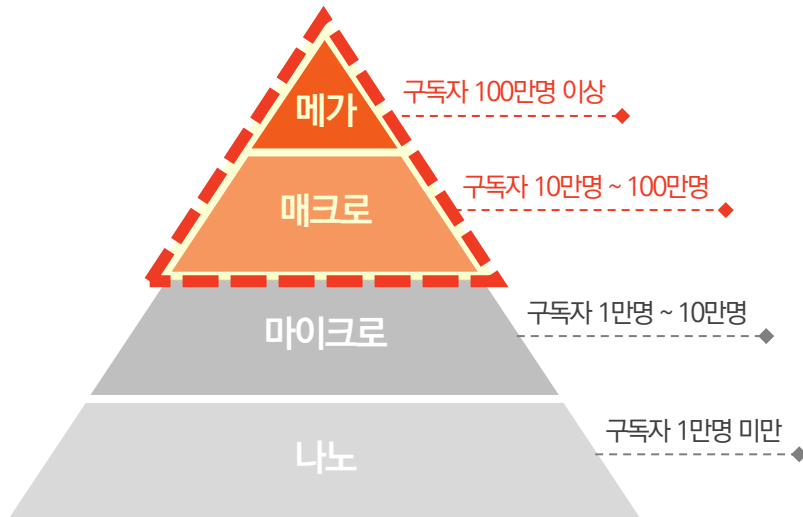 메가
구독자 100만명 이상
매크로
구독자 10만명 ~ 100만명
마이크로
구독자 1만명 ~ 10만명
나노
구독자 1만명 미만